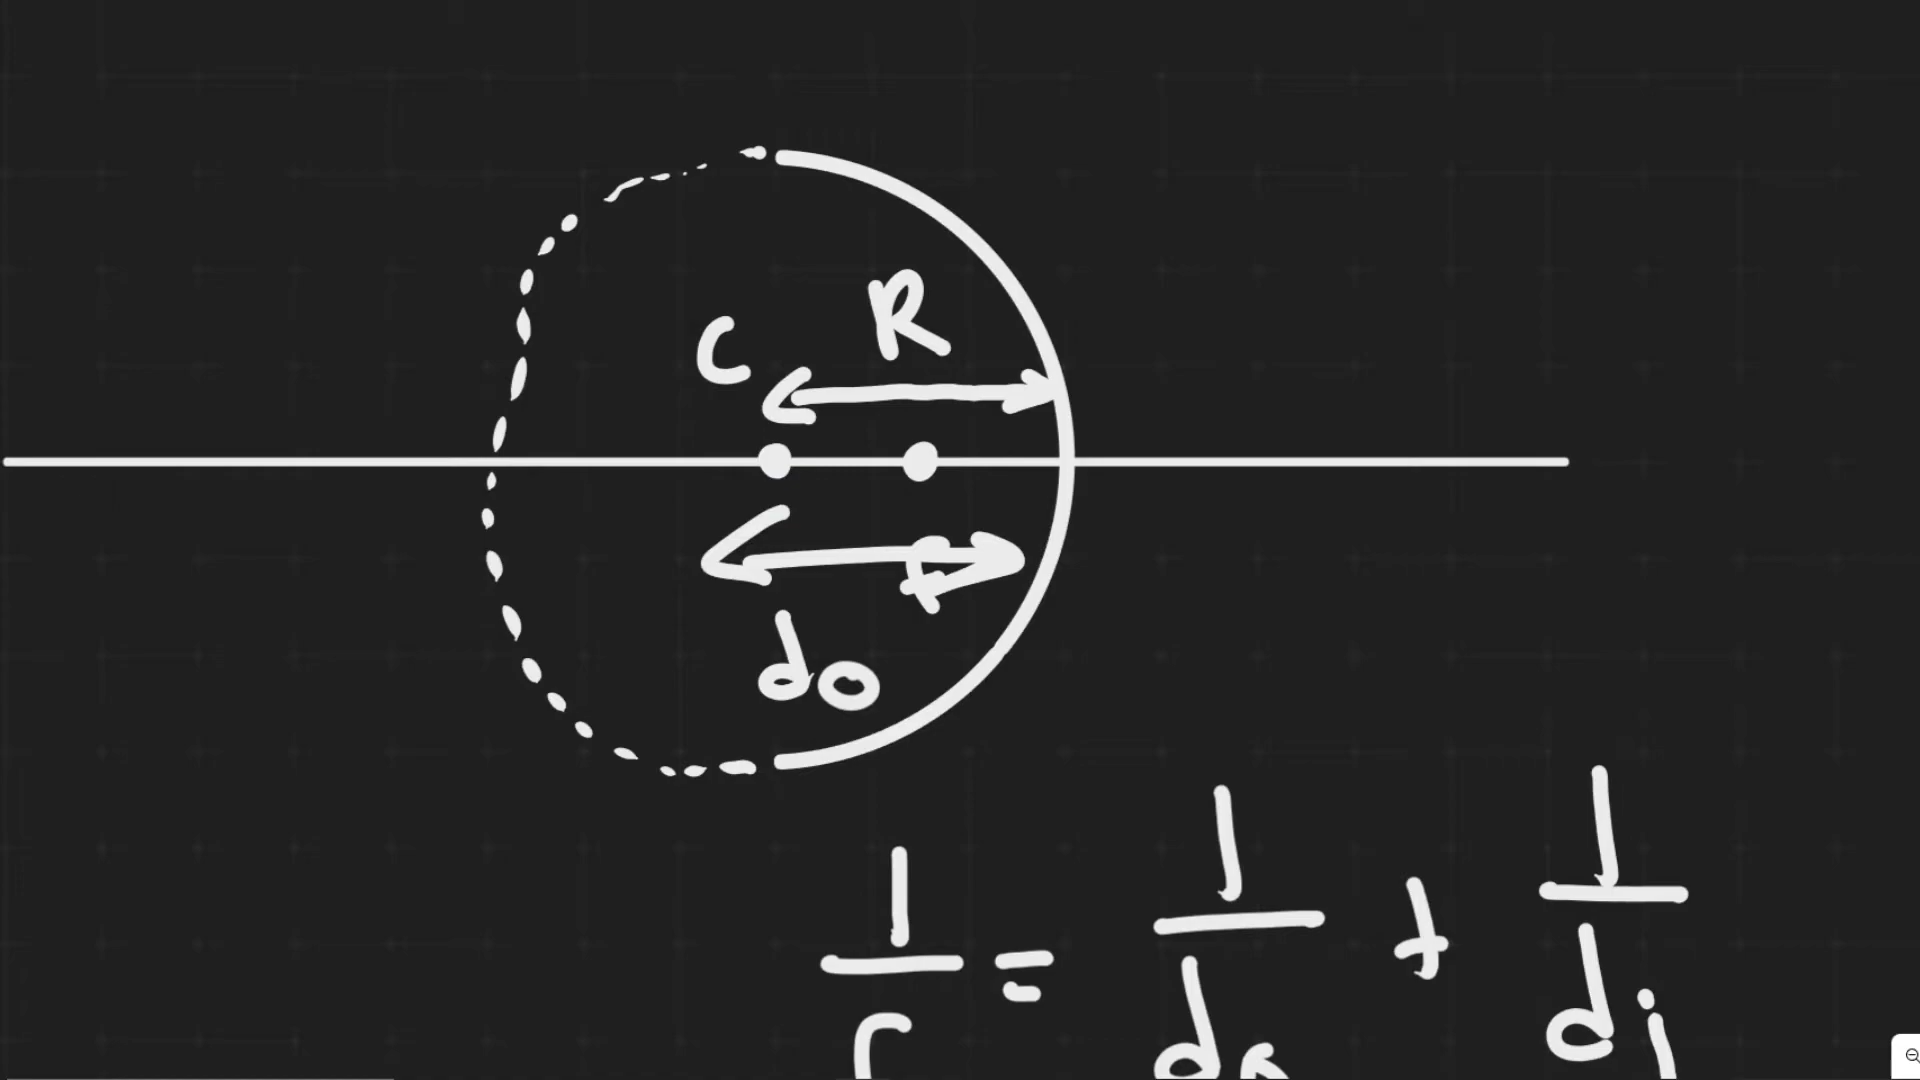 R
C
F
do
1/f = 1/do + 1/di